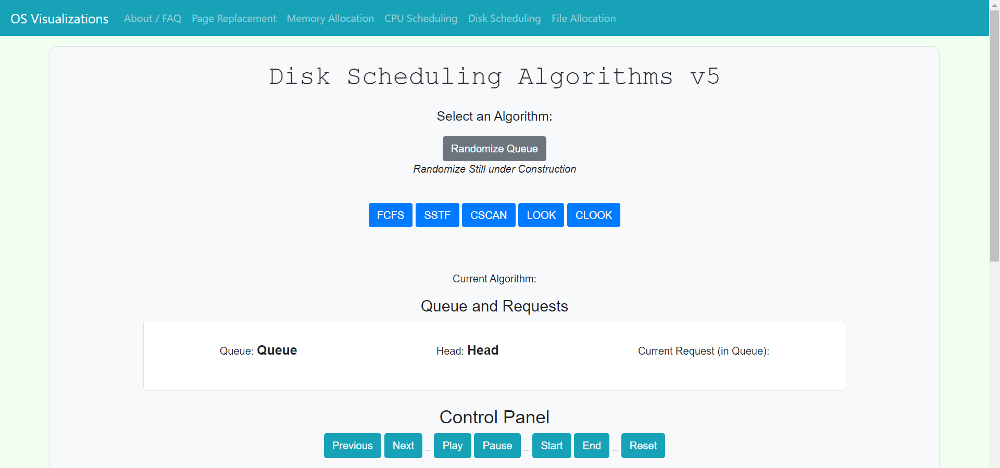 OS Visualizations About / FAQ Page Replacement Memory Allocation CPU Scheduling Disk Scheduling File Allocation
Disk Scheduling Algorithms v5
Select an Algorithm:
Randomize Queue
Randomize Still under Construction
FCFS SSTF CSCAN LOOK CLOOK
Current Algorithm:
Queue and Requests
Queue: Queue Head: Head Current Request (in Queue):
Control Panel
Previous Next _ Play Pause _ Start End _ Reset